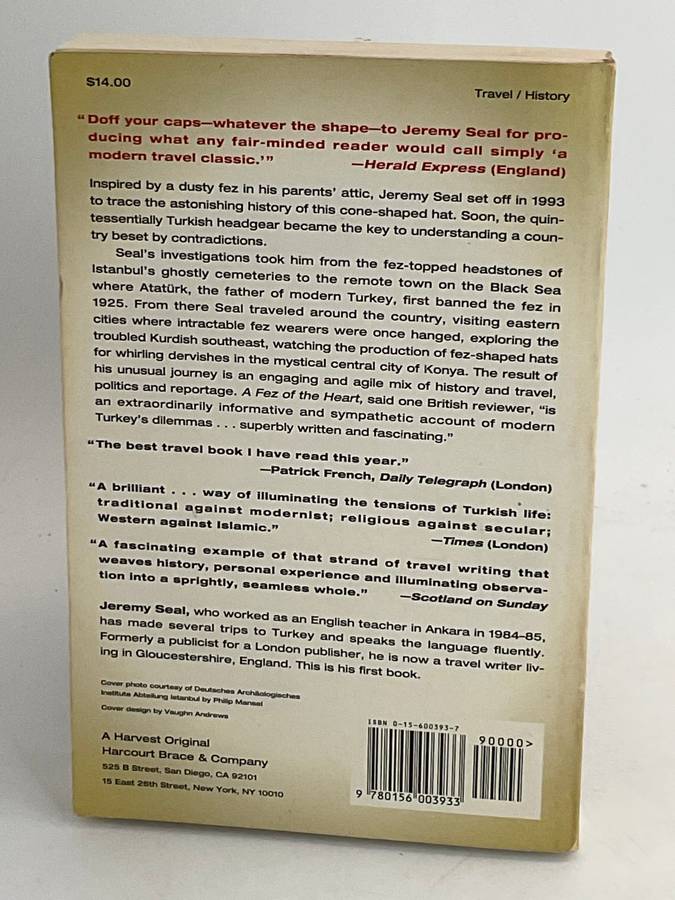 $14.00
Travel / History
"Doff your caps—whatever the shape—to Jeremy Seal for pro-
ducing what any fair-minded reader would call simply 'a
modern travel classic.'" —Herald Express (England)
Inspired by a dusty fez in his parents' attic, Jeremy Seal set off in 1993
to trace the astonishing history of this cone-shaped hat. Soon, the quin-
tessentially Turkish headgear became the key to understanding a coun-
try beset by contradictions.
Seal's investigations took him from the fez-topped headstones of
Istanbul's ghostly cemeteries to the remote town on the Black Sea
where Atatürk, the father of modern Turkey, first banned the fez in
1925. From there Seal traveled around the country, visiting eastern
cities where intractable fez wearers were once hanged, exploring the
troubled Kurdish southeast, watching the production of fez-shaped hats
for whirling dervishes in the mystical central city of Konya. The result of
his unusual journey is an engaging and agile mix of history and travel,
politics and reportage. A Fez of the Heart, said one British reviewer, "is
an extraordinarily informative and sympathetic account of modern
Turkey's dilemmas . . . superbly written and fascinating."
"The best travel book I have read this year."
—Patrick French, Daily Telegraph (London)
"A brilliant . . . way of illuminating the tensions of Turkish life:
traditional against modernist; religious against secular;
Western against Islamic." —Times (London)
"A fascinating example of that strand of travel writing that
weaves history, personal experience and illuminating observa-
tion into a sprightly, seamless whole." —Scotland on Sunday
Jeremy Seal, who worked as an English teacher in Ankara in 1984–85,
has made several trips to Turkey and speaks the language fluently.
Formerly a publicist for a London publisher, he is now a travel writer liv-
ing in Gloucestershire, England. This is his first book.
Cover photo courtesy of Deutsches Archäologisches
Institute Abteilung Istanbul by Philip Mansel
Cover design by Vaughn Andrews
A Harvest Original
Harcourt Brace & Company
525 B Street, San Diego, CA 92101
15 East 26th Street, New York, NY 10010
ISBN 0-15-600393-7
90000>
9 780156 003933